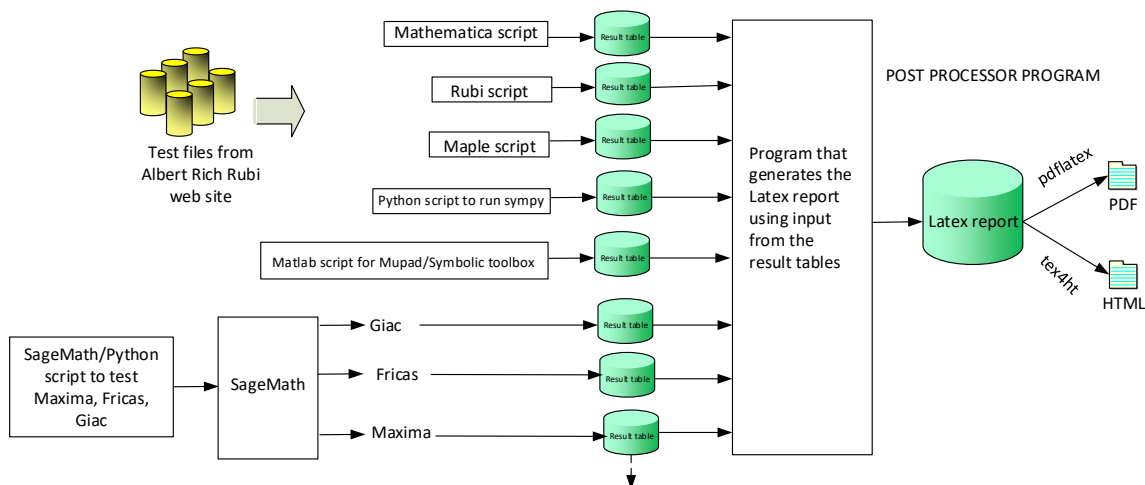 Mathematica script
Result table
Rubi script
Result table
Maple script
Result table
Python script to run sympy
Result table
Matlab script for Mupad/Symbolic toolbox
Result table
Giac
Result table
Fricas
Result table
Maxima
Result table
Test files from
Albert Rich Rubi
web site
SageMath/Python
script to test
Maxima, Fricas,
Giac
SageMath
Program that
generates the
Latex report
using input
from the
result tables
POST PROCESSOR PROGRAM
Latex report
pdflatex
PDF
tex4ht
HTML